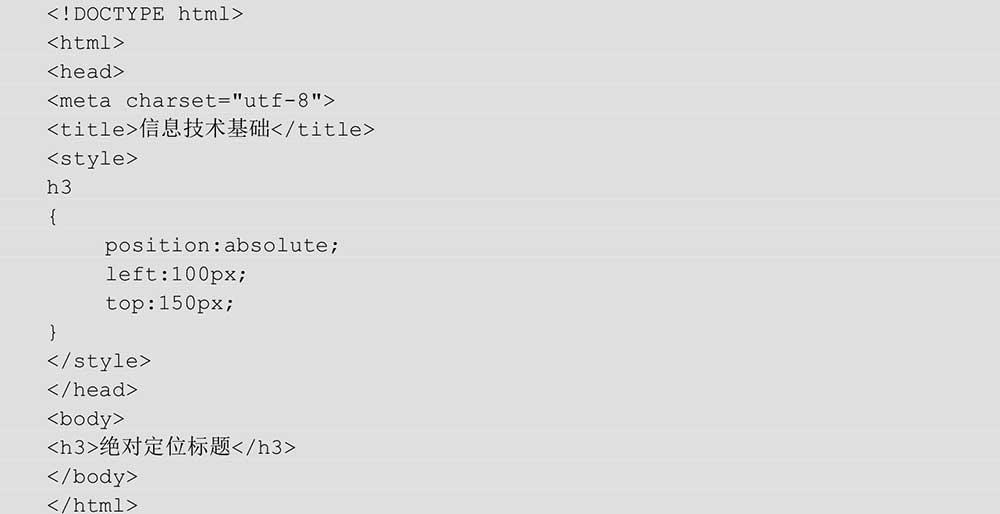 <!DOCTYPE html>
<html>
<head>
<meta charset="utf-8">
<title>信息技术基础</title>
<style>
h3
{
position:absolute;
left:100px;
top:150px;
}
</style>
</head>
<body>
<h3>绝对定位标题</h3>
</body>
</html>